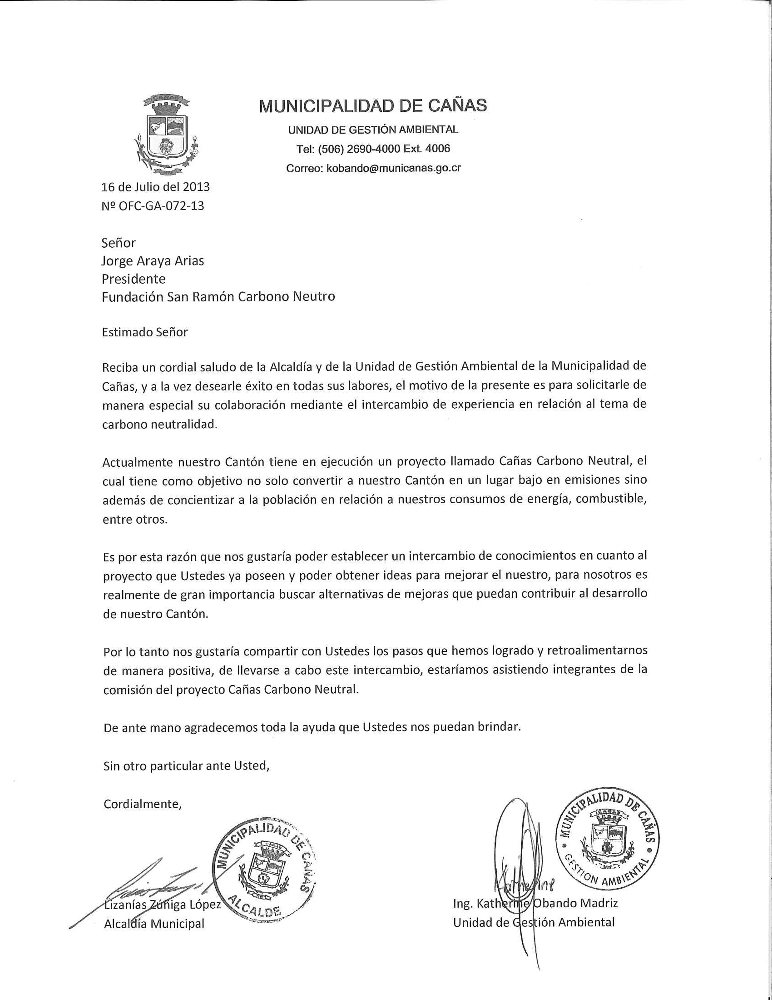 CAÑAS
MUNICIPALIDAD DE CAÑAS
UNIDAD DE GESTIÓN AMBIENTAL
Tel: (506) 2690-4000 Ext. 4006
Correo: kobando@municanas.go.cr
16 de Julio del 2013
Nº OFC-GA-072-13
Señor
Jorge Araya Arias
Presidente
Fundación San Ramón Carbono Neutro
Estimado Señor
Reciba un cordial saludo de la Alcaldía y de la Unidad de Gestión Ambiental de la Municipalidad de
Cañas, y a la vez desearle éxito en todas sus labores, el motivo de la presente es para solicitarle de
manera especial su colaboración mediante el intercambio de experiencia en relación al tema de
carbono neutralidad.
Actualmente nuestro Cantón tiene en ejecución un proyecto llamado Cañas Carbono Neutral, el
cual tiene como objetivo no solo convertir a nuestro Cantón en un lugar bajo en emisiones sino
además de concientizar a la población en relación a nuestros consumos de energía, combustible,
entre otros.
Es por esta razón que nos gustaría poder establecer un intercambio de conocimientos en cuanto al
proyecto que Ustedes ya poseen y poder obtener ideas para mejorar el nuestro, para nosotros es
realmente de gran importancia buscar alternativas de mejoras que puedan contribuir al desarrollo
de nuestro Cantón.
Por lo tanto nos gustaría compartir con Ustedes los pasos que hemos logrado y retroalimentarnos
de manera positiva, de llevarse a cabo este intercambio, estaríamos asistiendo integrantes de la
comisión del proyecto Cañas Carbono Neutral.
De ante mano agradecemos toda la ayuda que Ustedes nos puedan brindar.
Sin otro particular ante Usted,
Cordialmente,
MUNICIPALIDAD DE CAÑAS
CAÑAS
ALCALDE
MUNICIPALIDAD DE CAÑAS
CAÑAS
GESTION AMBIENTAL
Katherine
Lizanías Zúñiga López
Alcaldía Municipal
Ing. Katherine Obando Madriz
Unidad de Gestión Ambiental